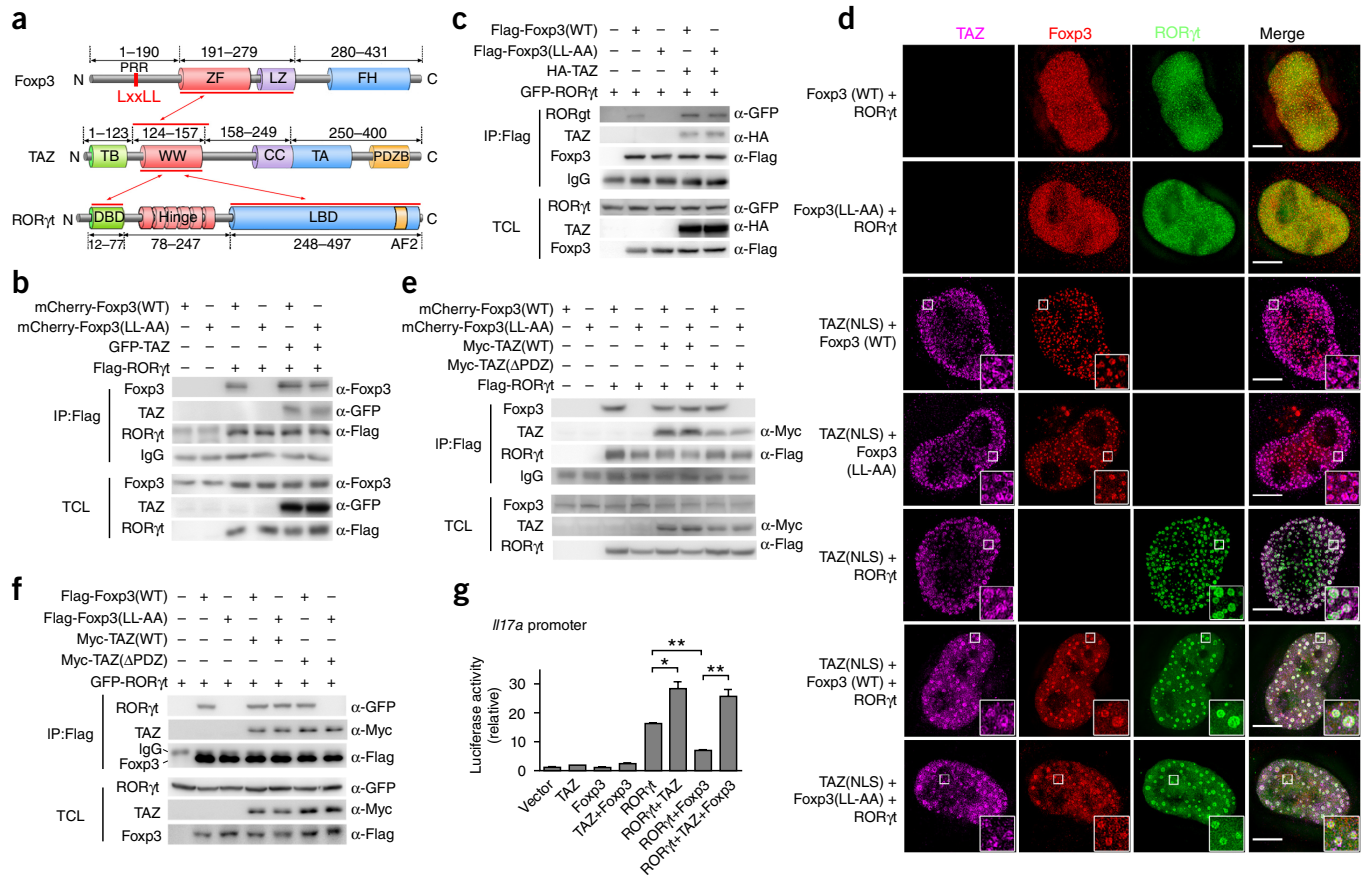 a
1–190 191–279 280–431
PRR
Foxp3 N ZF LZ FH C
LxxLL
1–123 124–157 158–249 250–400
TAZ N TB WW CC TA PDZB C
RORγt N DBD Hinge LBD C
12–77 78–247 248–497 AF2
b
mCherry-Foxp3(WT) + – + – + –
mCherry-Foxp3(LL-AA) – + – + – +
GFP-TAZ – – – – + +
Flag-RORγt – – + + + +
IP:Flag
Foxp3 α-Foxp3
TAZ α-GFP
RORγt α-Flag
IgG
TCL
Foxp3 α-Foxp3
TAZ α-GFP
RORγt α-Flag
c
Flag-Foxp3(WT) – + – + –
Flag-Foxp3(LL-AA) – – + – +
HA-TAZ – – – + +
GFP-RORγt + + + + +
IP:Flag
RORgt α-GFP
TAZ α-HA
Foxp3 α-Flag
IgG
TCL
RORγt α-GFP
TAZ α-HA
Foxp3 α-Flag
d
TAZ Foxp3 RORγt Merge
Foxp3 (WT) +
RORγt
Foxp3(LL-AA) +
RORγt
TAZ(NLS) +
Foxp3 (WT)
TAZ(NLS) +
Foxp3
(LL-AA)
TAZ(NLS) +
RORγt
TAZ(NLS) +
Foxp3 (WT) +
RORγt
TAZ(NLS) +
Foxp3(LL-AA) +
RORγt
e
mCherry-Foxp3(WT) + – + – + – + –
mCherry-Foxp3(LL-AA) – + – + – + – +
Myc-TAZ(WT) – – – – + + – –
Myc-TAZ(ΔPDZ) – – – – – – + +
Flag-RORγt – – + + + + + +
IP:Flag
Foxp3
TAZ α-Myc
RORγt α-Flag
IgG
TCL
Foxp3
TAZ α-Myc
RORγt α-Flag
f
Flag-Foxp3(WT) – + – + – + –
Flag-Foxp3(LL-AA) – – + – + – +
Myc-TAZ(WT) – – – + + – –
Myc-TAZ(ΔPDZ) – – – – – + +
GFP-RORγt + + + + + + +
IP:Flag
RORγt α-GFP
TAZ α-Myc
IgG
Foxp3 α-Flag
TCL
RORγt α-GFP
TAZ α-Myc
Foxp3 α-Flag
g
Il17a promoter
Luciferase activity
(relative)
30
20
10
0
**
* **
Vector
TAZ
Foxp3
TAZ+Foxp3
RORγt
RORγt+TAZ
RORγt+Foxp3
RORγt+TAZ+Foxp3